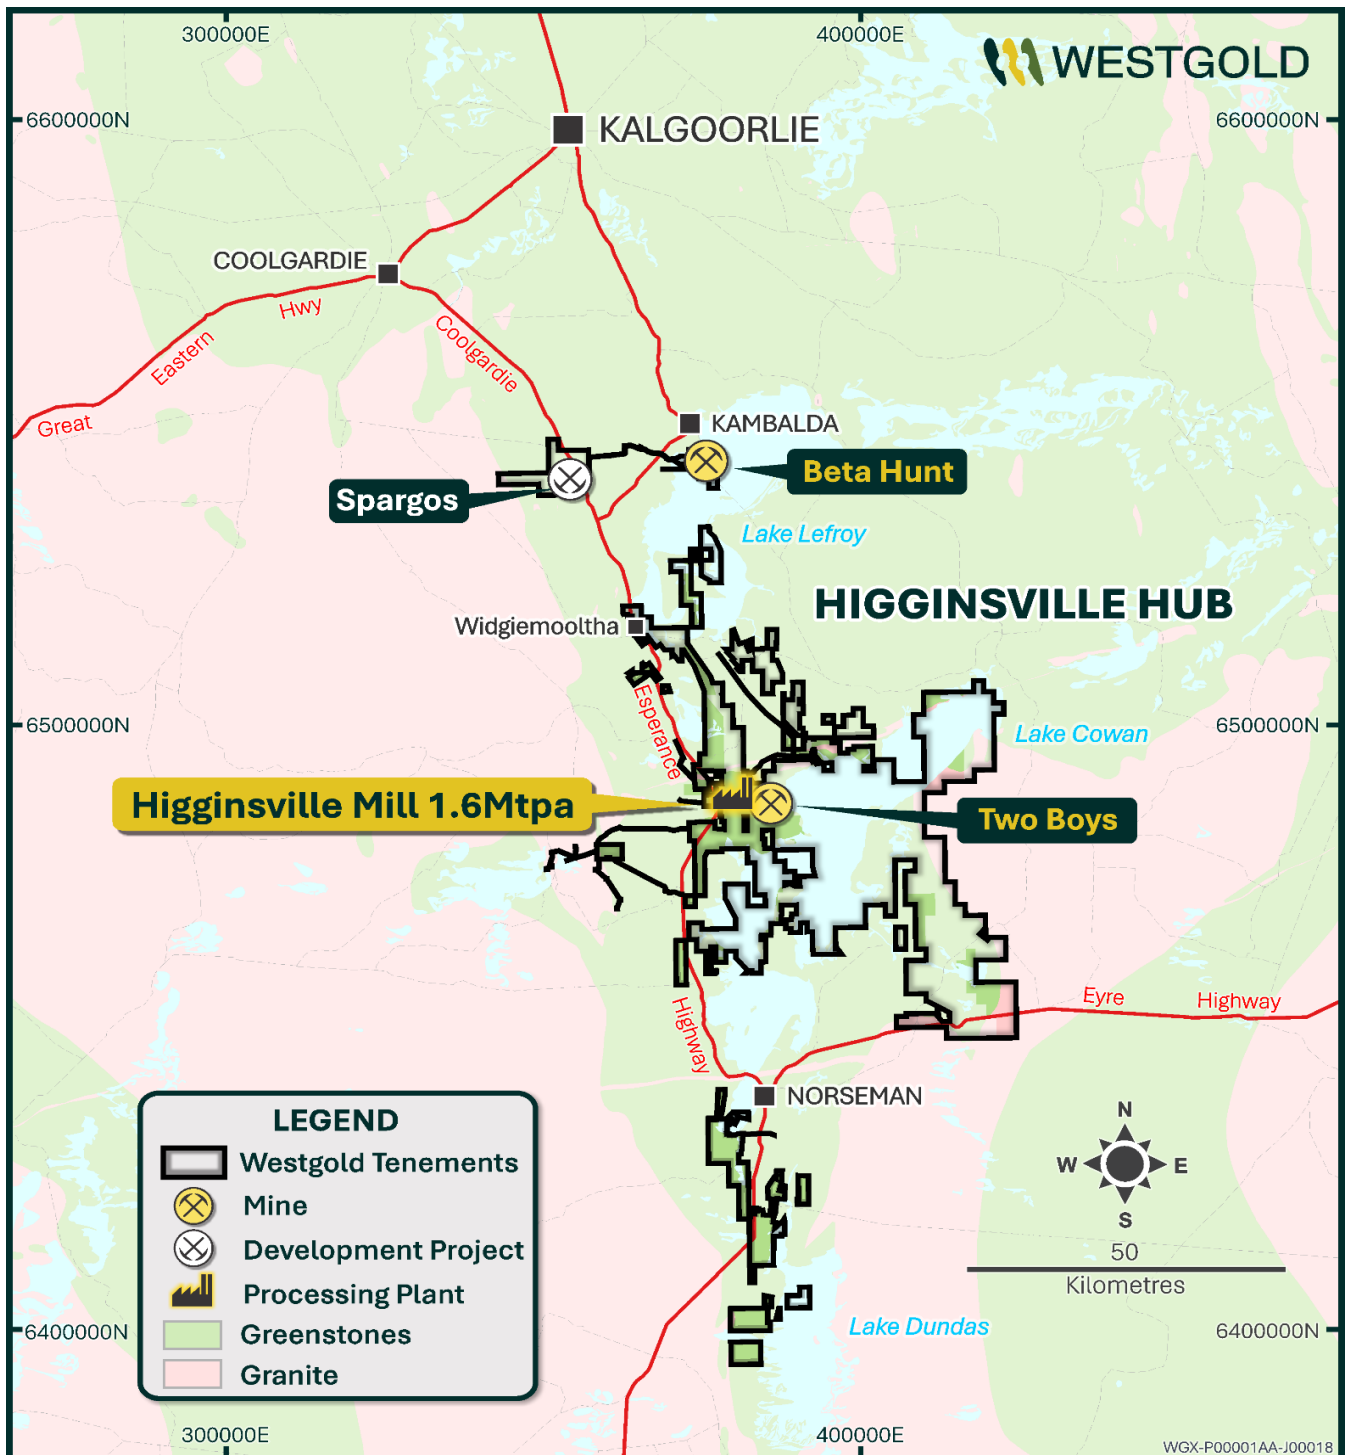 300000E
400000E
WESTGOLD
6600000N
KALGOORLIE
6600000N
COOLGARDIE
Great Eastern Hwy
Coolgardie
KAMBALDA
Beta Hunt
Spargos
Lake Lefroy
HIGGINSVILLE HUB
Widgiemooltha
Esperance
6500000N
6500000N
Lake Cowan
Higginsville Mill 1.6Mtpa
Two Boys
Highway
Eyre Highway
NORSEMAN
LEGEND
Westgold Tenements
Mine
Development Project
Processing Plant
Greenstones
Granite
N
W
E
S
50
Kilometres
6400000N
Lake Dundas
6400000N
300000E
400000E
WGX-P00001AA-J00018